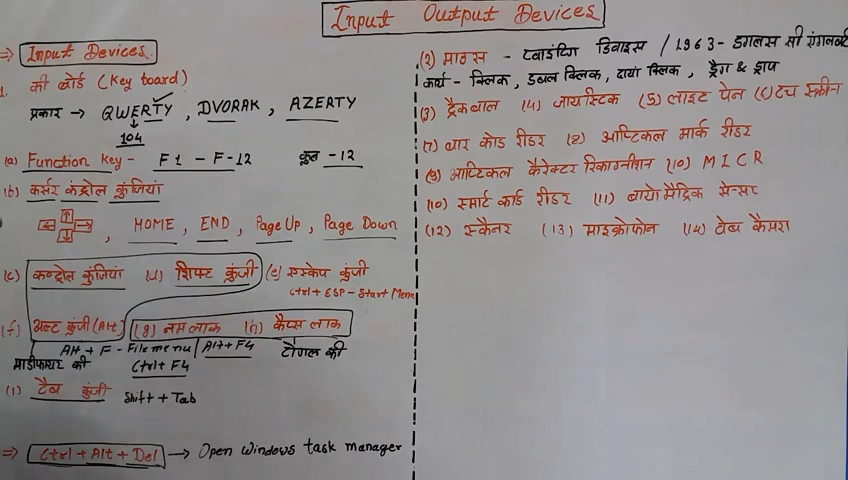 Input Output Devices
⇒ Input Devices
1. की बोर्ड (Key board)
प्रकार → QWERTY, DVORAK, AZERTY
104
(a) Function Key - F1 - F-12 कुल - 12
(b) कर्सर कंट्रोल कुंजियां
HOME, END, Page Up, Page Down
(c) कण्ट्रोल कुंजियां (d) शिफ्ट कुंजी (e) एस्केप कुंजी
Ctrl + ESP - Start Menu
(f) अल्ट कुंजी (Alt) (g) नम लाक (h) कैप्स लाक
Alt + F - File menu / Alt + F4 टॉगल की
माडीफायर की Ctrl + F4
(i) टैब कुंजी Shift + Tab
⇒ Ctrl + Alt + Del → Open windows task manager
(2) माउस - प्वाइंटिंग डिवाइस / 1963 - डगलस सी एंगलबर्ट
कार्य - क्लिक, डबल क्लिक, दायां क्लिक, ड्रैग & ड्राप
(3) ट्रैकबाल (4) जायस्टिक (5) लाइट पेन (6) टच स्क्रीन
(7) बार कोड रीडर (8) आप्टिकल मार्क रीडर
(9) आप्टिकल कैरेक्टर रिकाग्नीशन (10) MICR
(10) स्मार्ट कार्ड रीडर (11) बायोमैट्रिक सेन्सर
(12) स्कैनर (13) माइक्रोफोन (14) वेब कैमरा